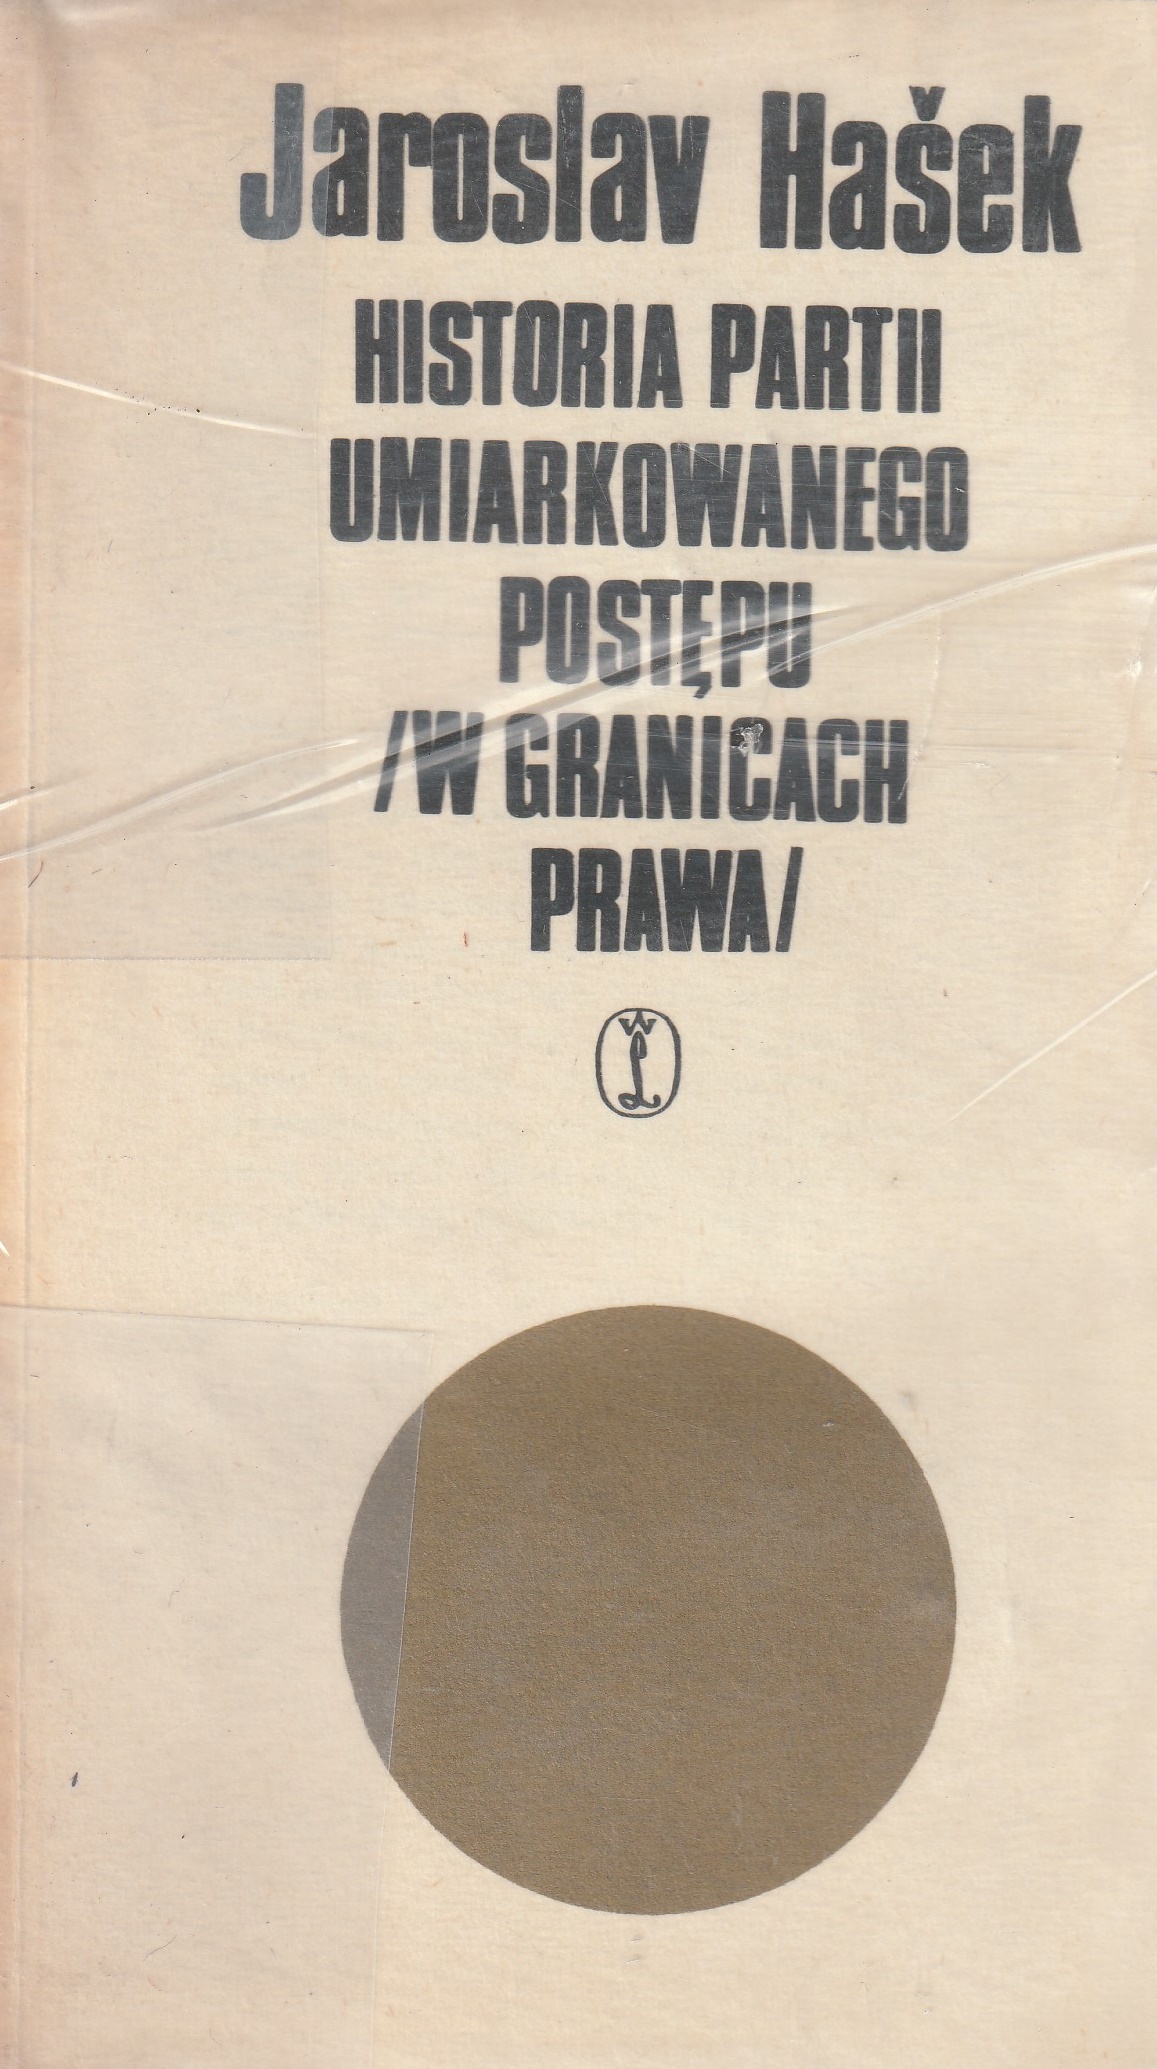 Jaroslav Hašek
HISTORIA PARTII
UMIARKOWANEGO
POSTĘPU
/W GRANICACH
PRAWA/
W
L